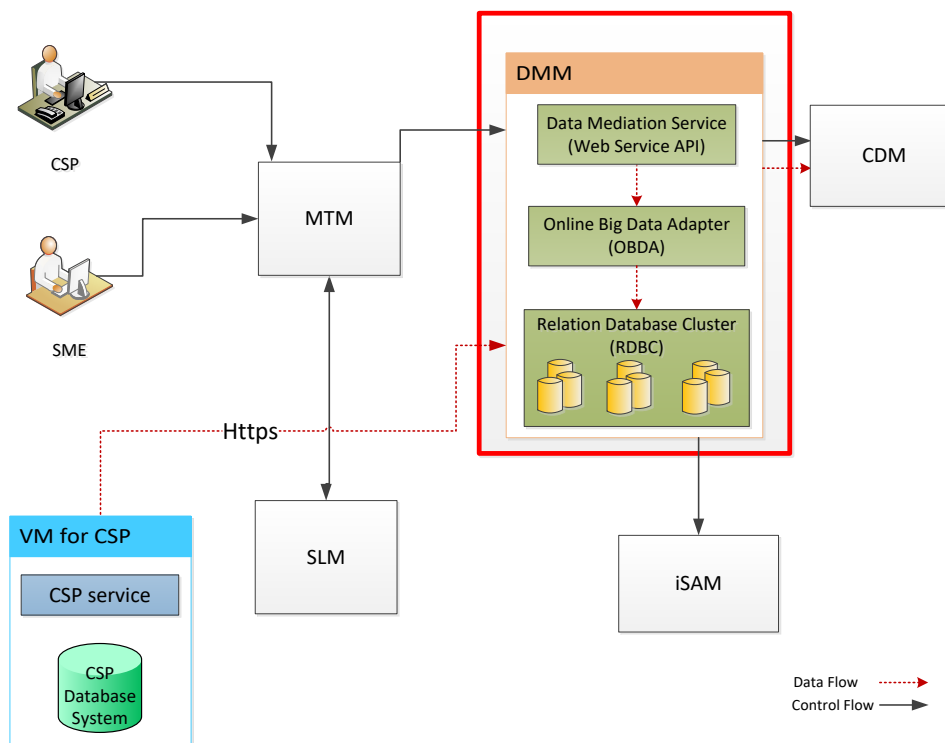 CSP
SME
MTM
DMM
Data Mediation Service
(Web Service API)
Online Big Data Adapter
(OBDA)
Relation Database Cluster
(RDBC)
CDM
Https
SLM
iSAM
VM for CSP
CSP service
CSP
Database
System
Data Flow
Control Flow